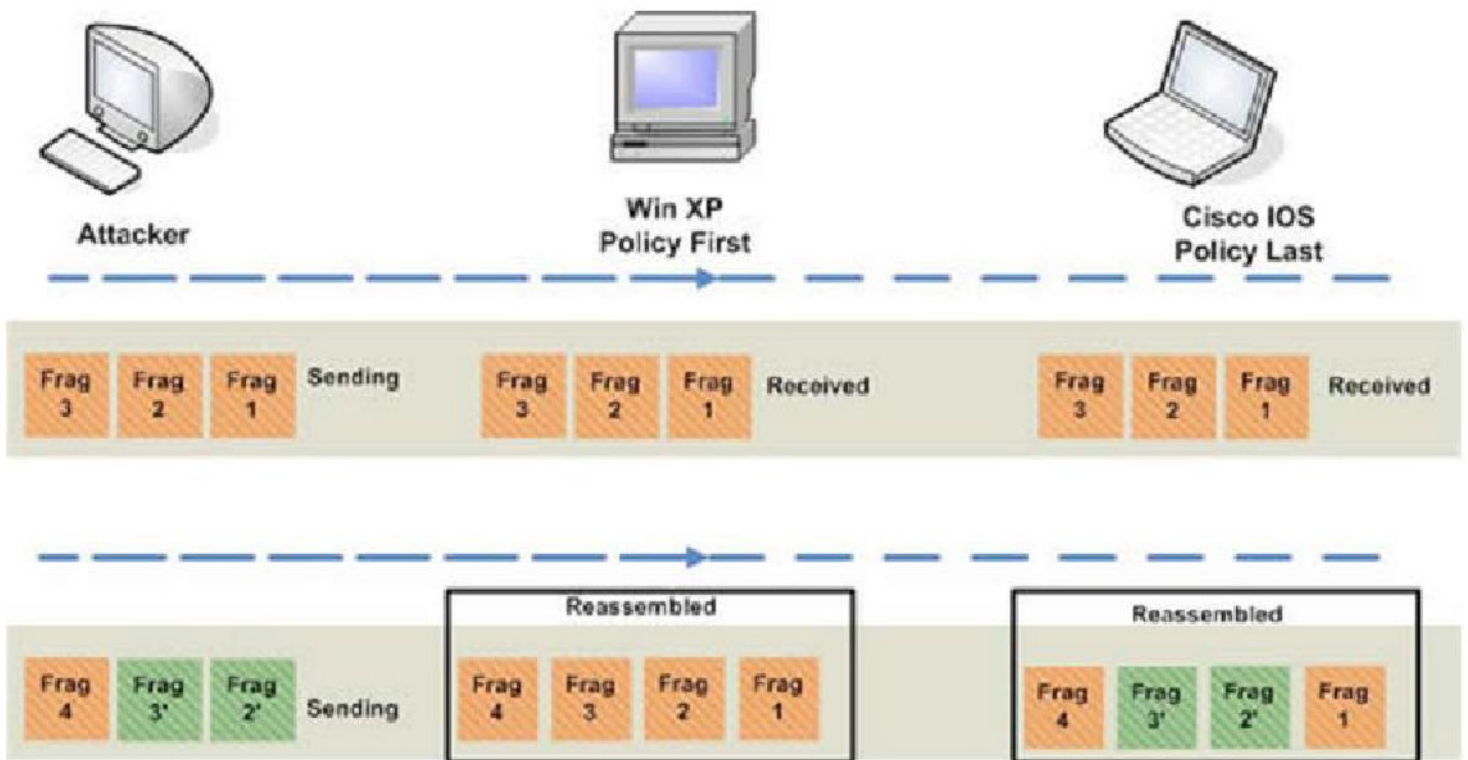 Attacker
Win XP
Policy First
Cisco IOS
Policy Last
Frag
3
Frag
2
Frag
1
Sending
Frag
3
Frag
2
Frag
1
Received
Frag
3
Frag
2
Frag
1
Received
Frag
4
Frag
3'
Frag
2'
Sending
Reassembled
Frag
4
Frag
3
Frag
2
Frag
1
Reassembled
Frag
4
Frag
3'
Frag
2'
Frag
1